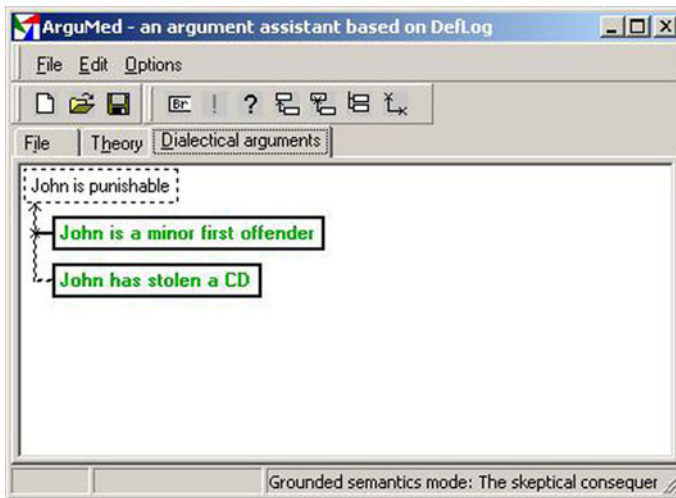 ArguMed - an argument assistant based on DefLog
File Edit Options
Br ! ?
File Theory Dialectical arguments
John is punishable
John is a minor first offender
John has stolen a CD
Grounded semantics mode: The skeptical consequer